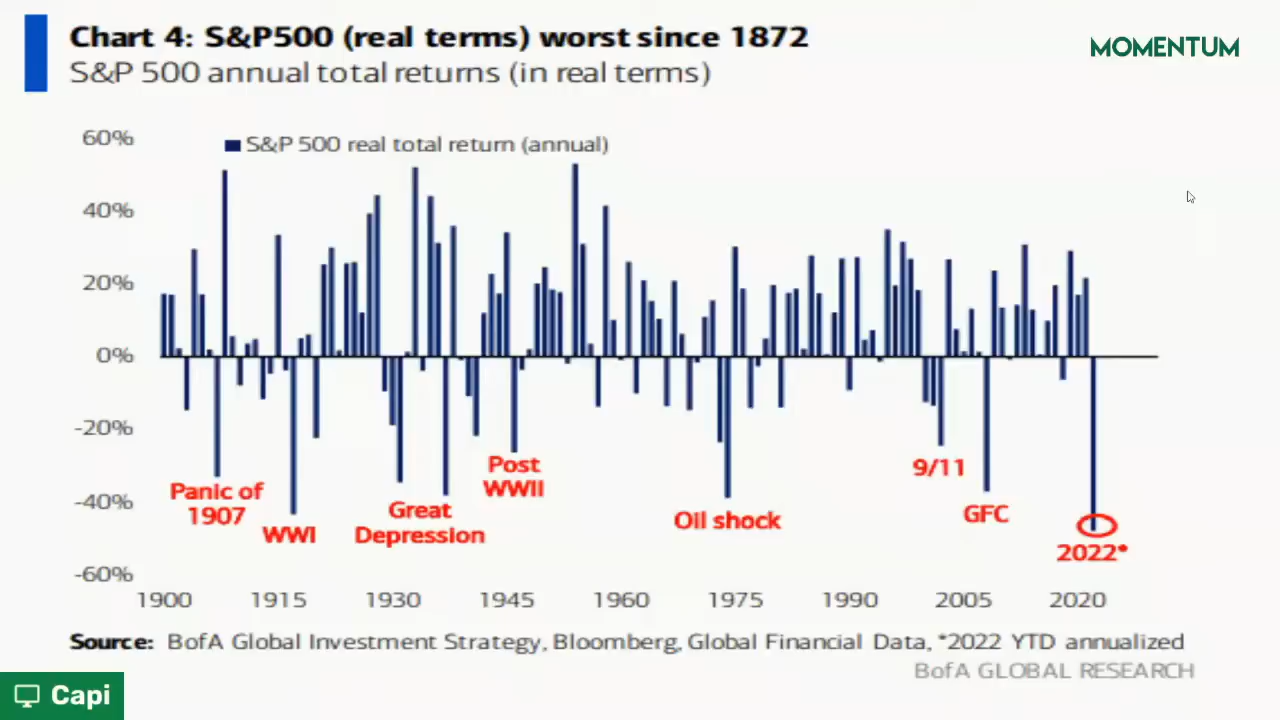 Chart 4: S&P500 (real terms) worst since 1872
MOMENTUM
S&P 500 annual total returns (in real terms)
60%
S&P 500 real total return (annual)
40%
20%
0%
-20%
-40%
-60%
Panic of
1907
WWI
Great
Depression
Post
WWII
Oil shock
9/11
GFC
2022*
1900 1915 1930 1945 1960 1975 1990 2005 2020
Source: BofA Global Investment Strategy, Bloomberg, Global Financial Data, *2022 YTD annualized
BofA GLOBAL RESEARCH
Capi